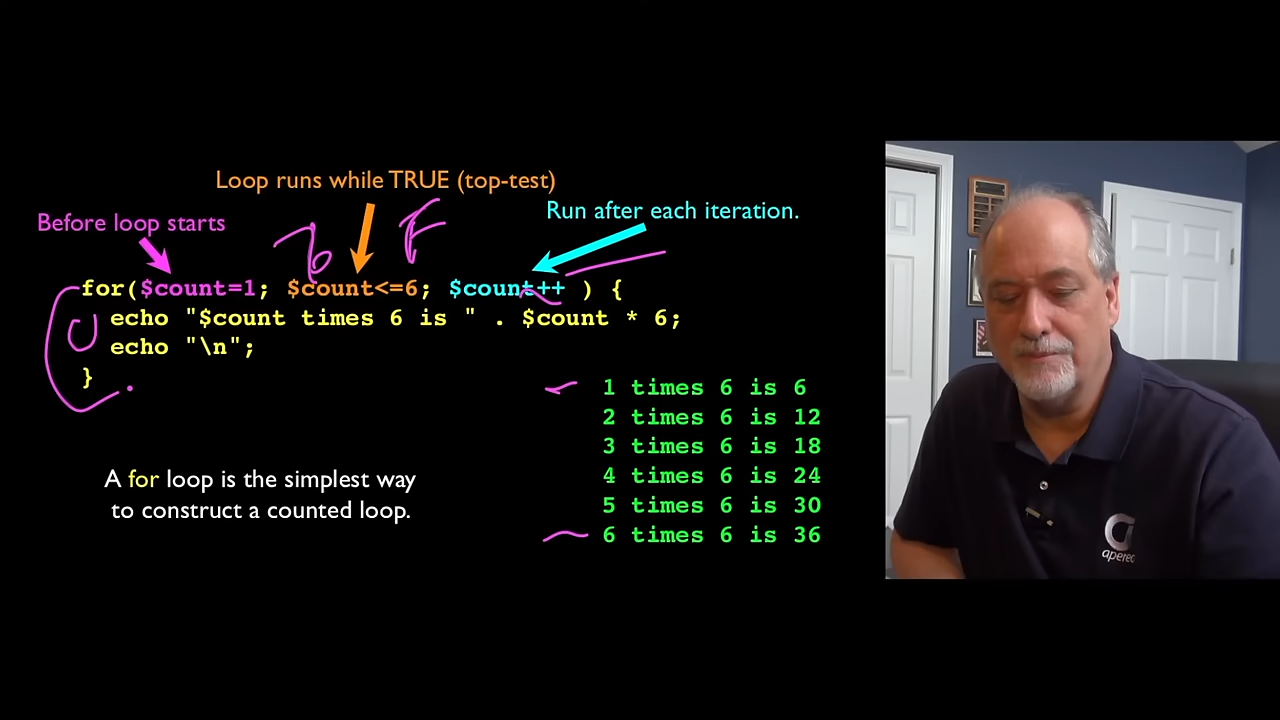 Loop runs while TRUE (top-test)
Before loop starts
Run after each iteration.
for($count=1; $count<=6; $count++ ) {
echo "$count times 6 is " . $count * 6;
echo "\n";
}
1 times 6 is 6
2 times 6 is 12
3 times 6 is 18
4 times 6 is 24
5 times 6 is 30
6 times 6 is 36
A for loop is the simplest way
to construct a counted loop.
F